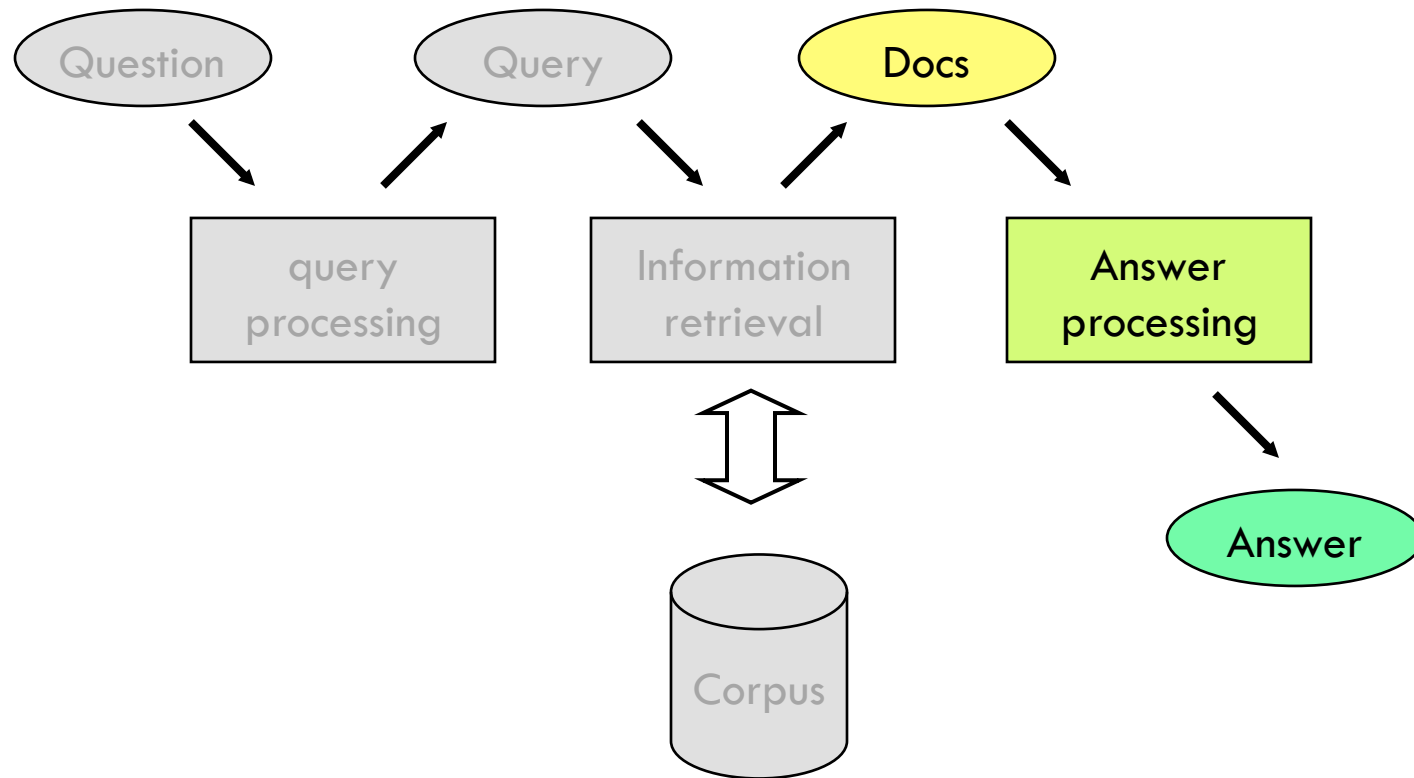 Question
Query
Docs
query
processing
Information
retrieval
Answer
processing
Answer
Corpus